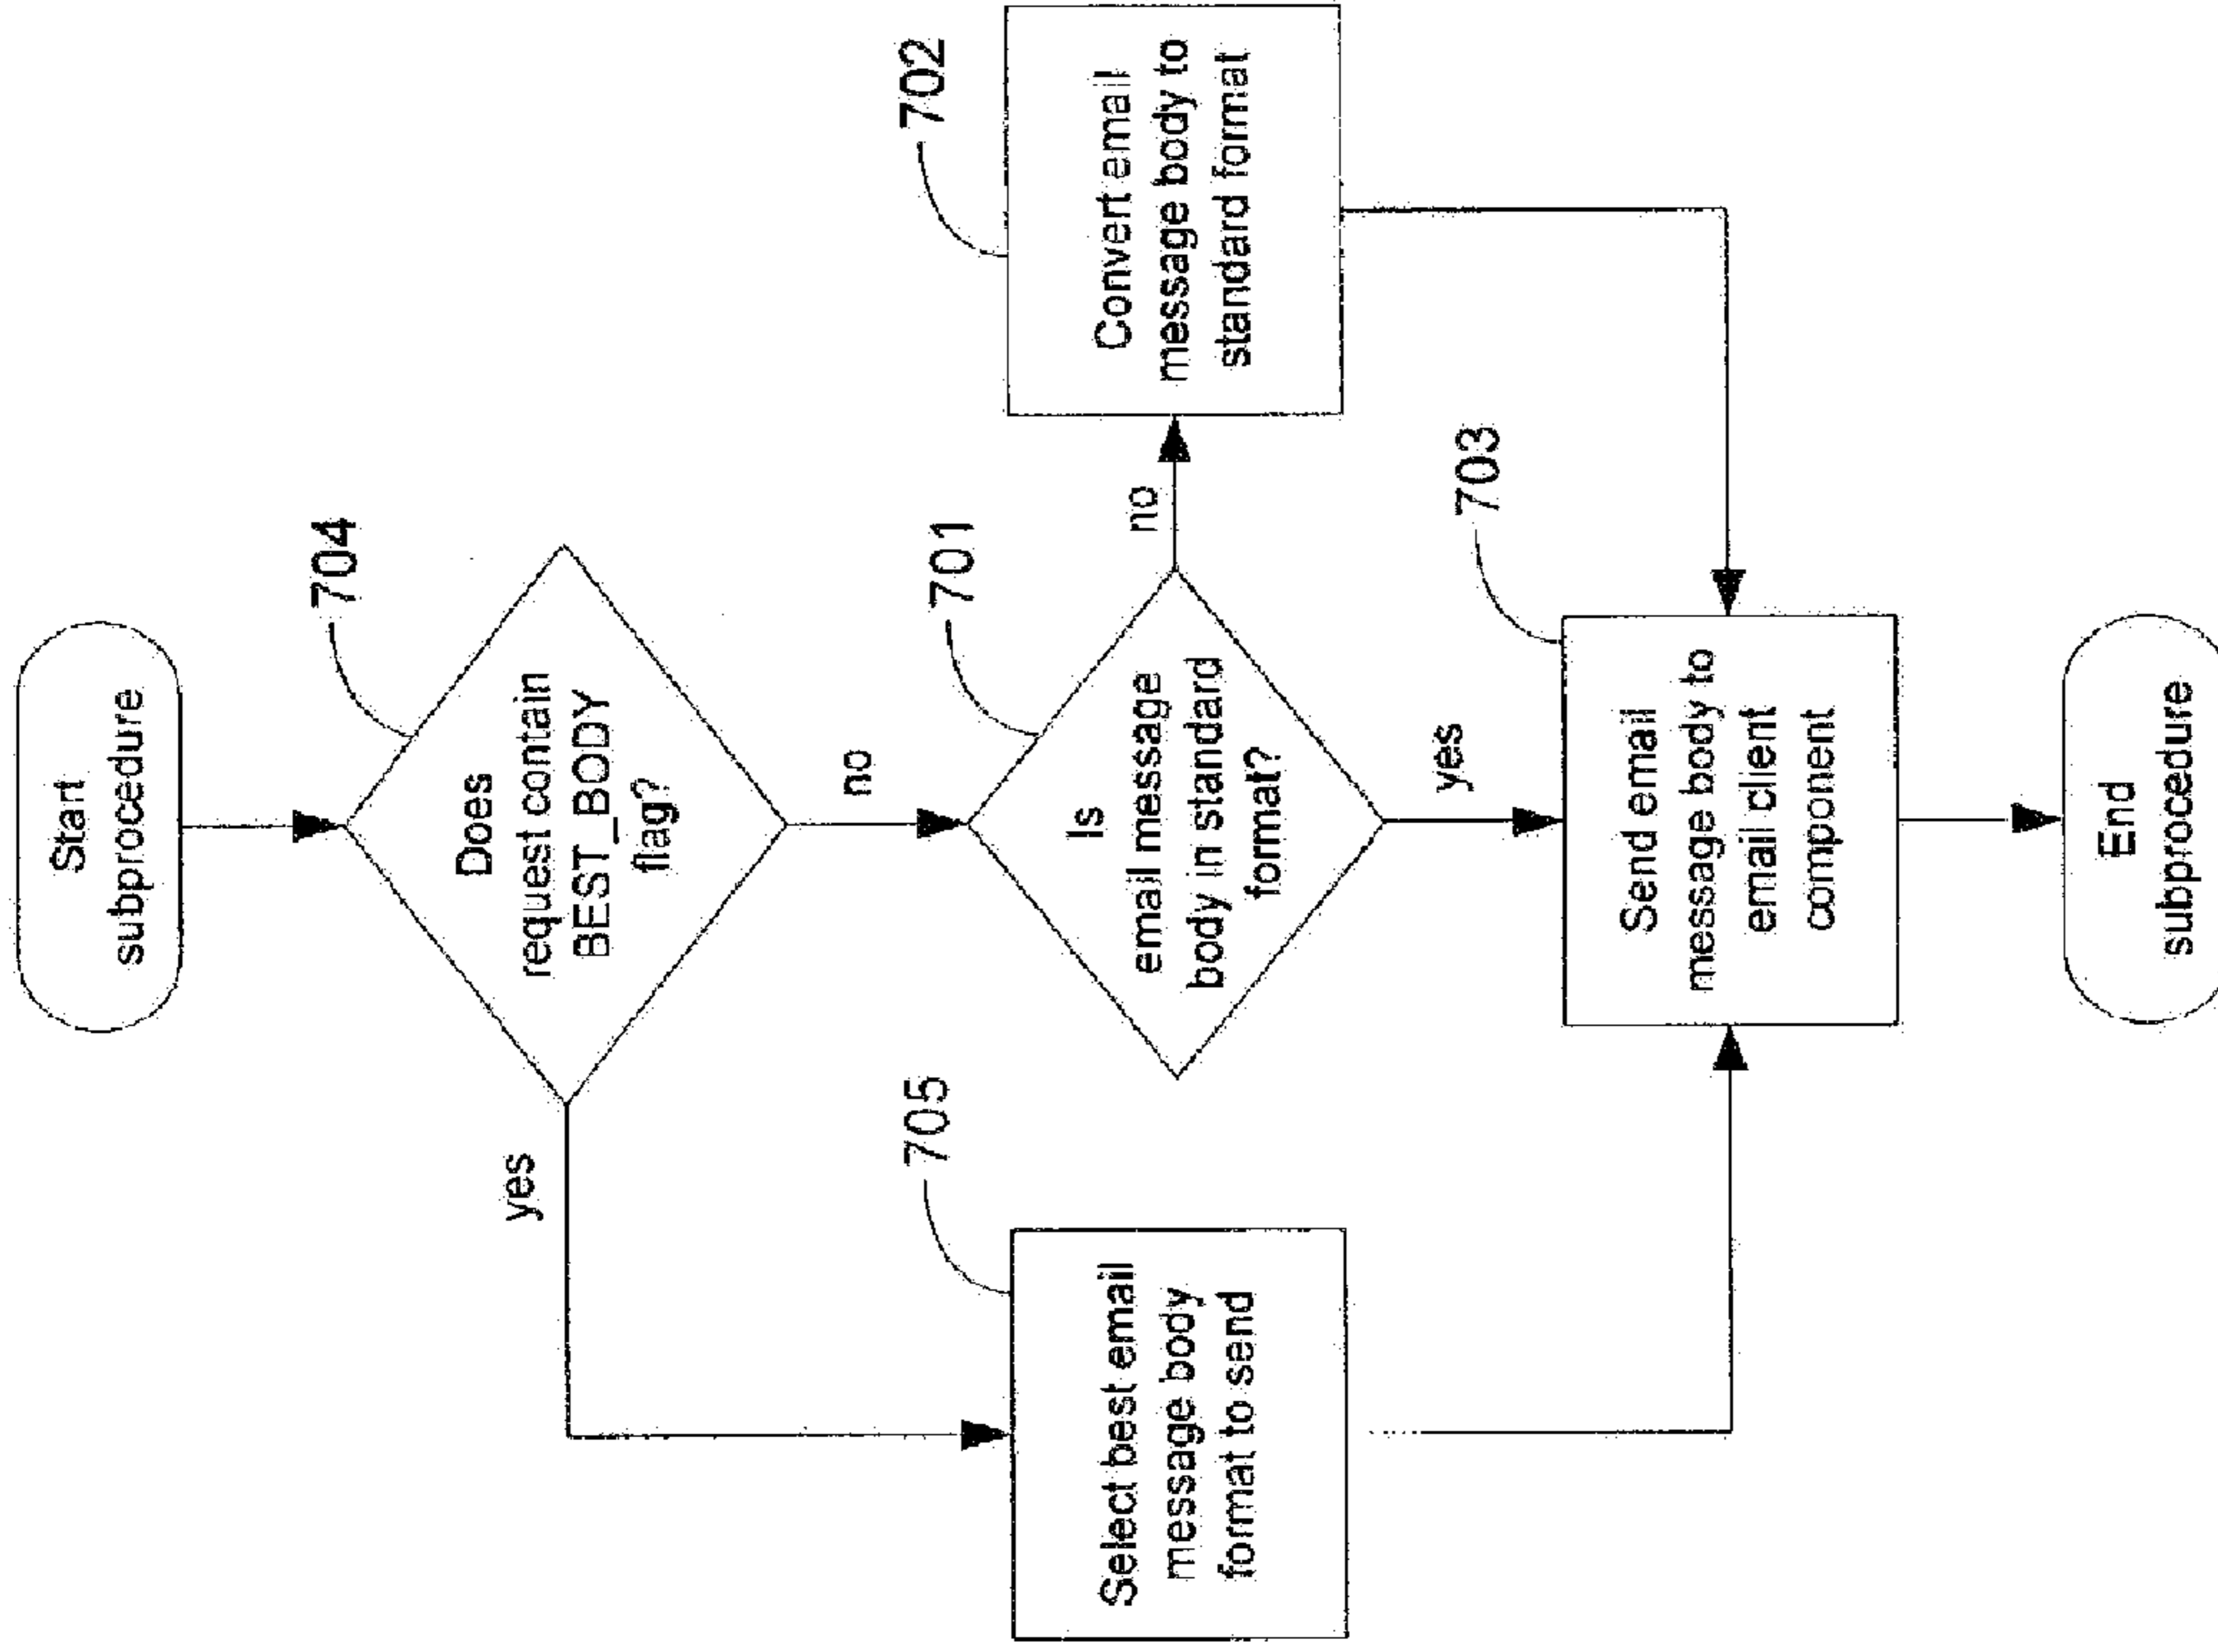 Start
subprocedure
704
Does
request contain
BEST_BODY
flag?
yes
no
705
Select best email
message body
format to send
701
Is
email message
body in standard
format?
no
yes
702
Convert email
message body to
standard format
703
Send email
message body to
email client
component
End
subprocedure